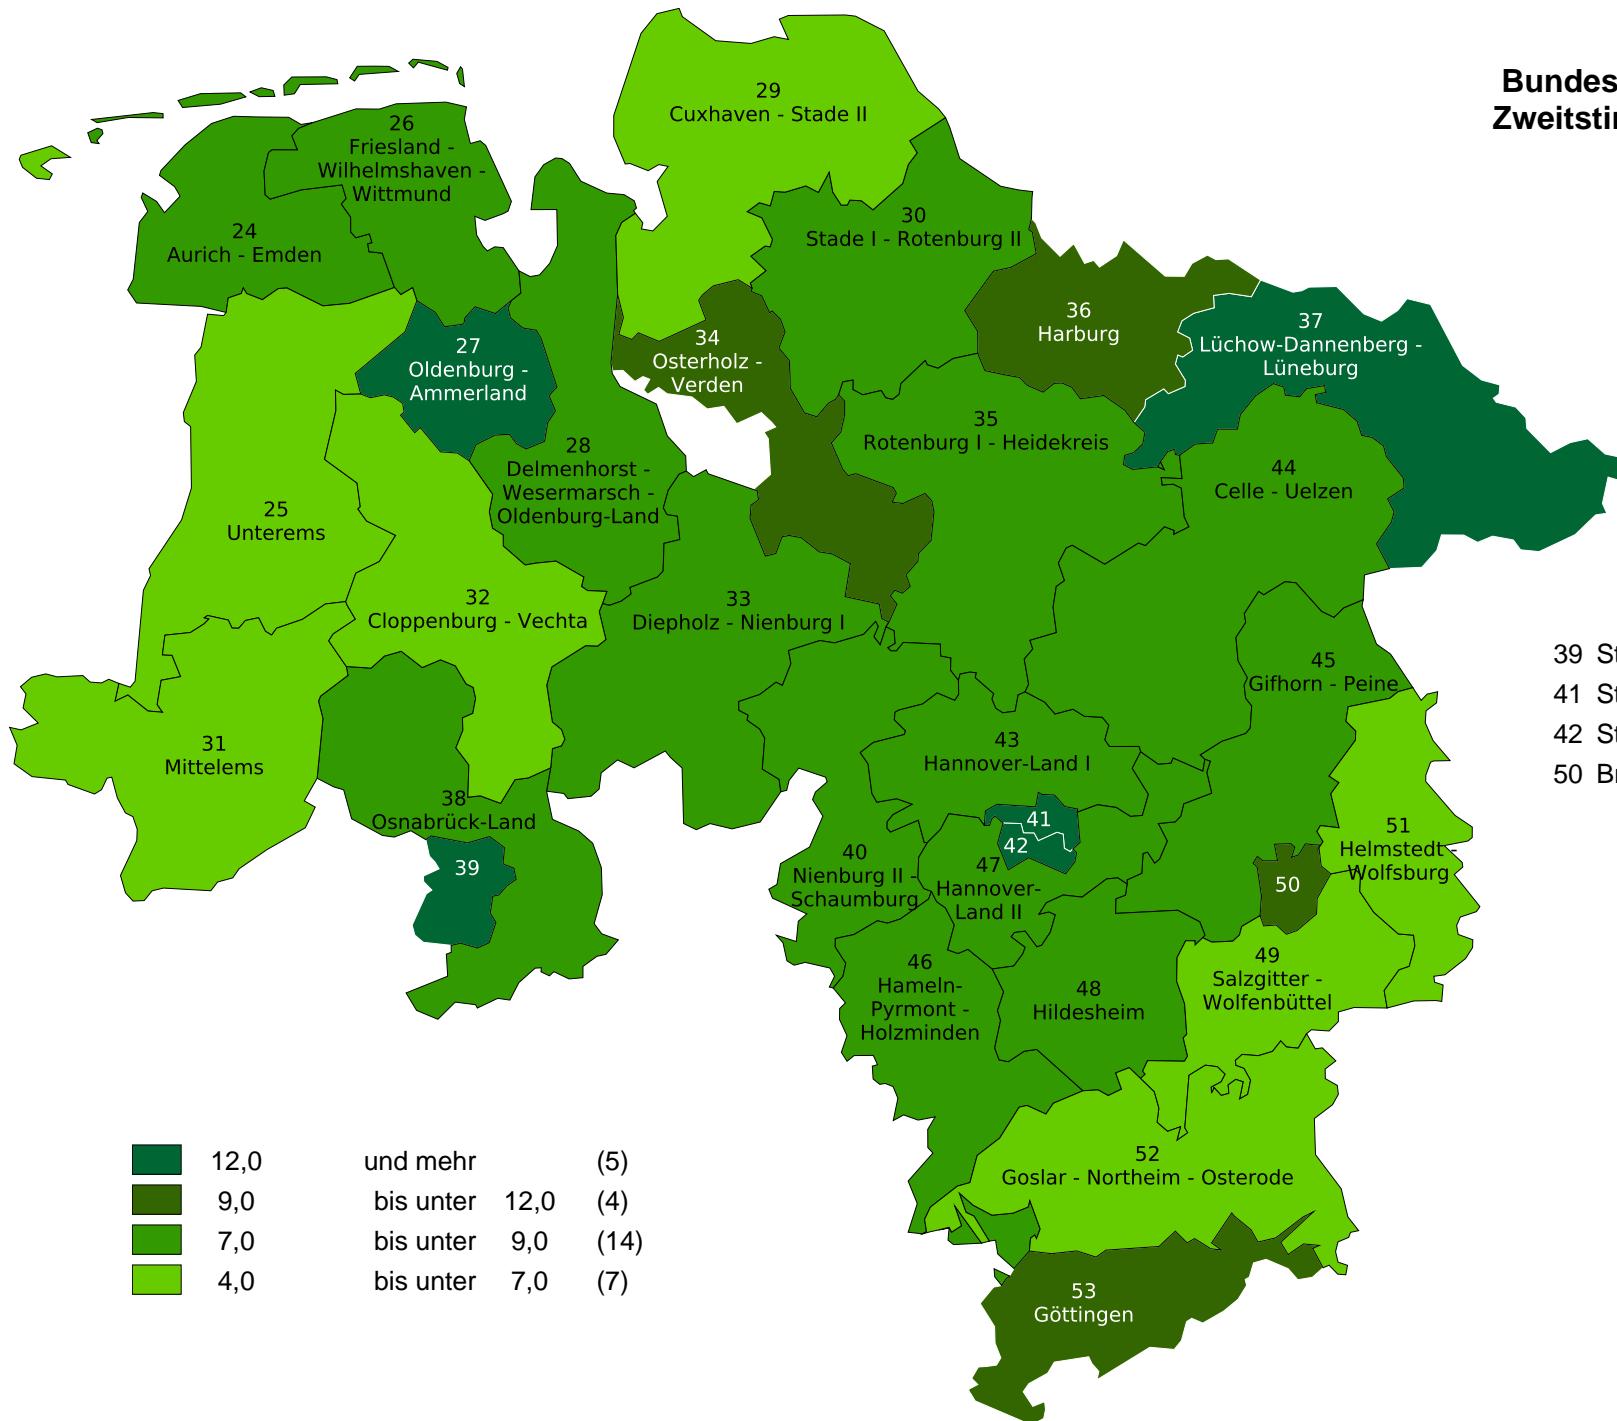 Bundes
Zweitsti
29
Cuxhaven - Stade II
26
Friesland -
Wilhelmshaven -
Wittmund
24
Aurich - Emden
30
Stade I - Rotenburg II
36
Harburg
37
Lüchow-Dannenberg -
Lüneburg
34
Osterholz -
Verden
27
Oldenburg -
Ammerland
35
Rotenburg I - Heidekreis
28
Delmenhorst -
Wesermarsch -
Oldenburg-Land
44
Celle - Uelzen
25
Unterems
32
Cloppenburg - Vechta
33
Diepholz - Nienburg I
45
Gifhorn - Peine
39 St
41 St
42 St
50 Br
31
Mittelems
43
Hannover-Land I
38
Osnabrück-Land
41
42
51
Helmstedt -
Wolfsburg
39
40
Nienburg II -
Schaumburg
47
Hannover-
Land II
50
46
Hameln-
Pyrmont -
Holzminden
48
Hildesheim
49
Salzgitter -
Wolfenbüttel
52
Goslar - Northeim - Osterode
53
Göttingen
12,0 und mehr (5)
9,0 bis unter 12,0 (4)
7,0 bis unter 9,0 (14)
4,0 bis unter 7,0 (7)